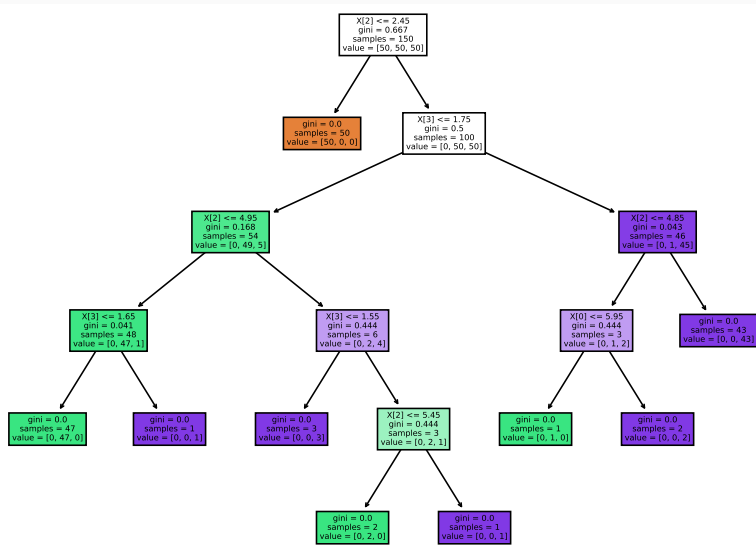 X[2] <= 2.45
gini = 0.667
samples = 150
value = [50, 50, 50]
gini = 0.0
samples = 50
value = [50, 0, 0]
X[3] <= 1.75
gini = 0.5
samples = 100
value = [0, 50, 50]
X[2] <= 4.95
gini = 0.168
samples = 54
value = [0, 49, 5]
X[2] <= 4.85
gini = 0.043
samples = 46
value = [0, 1, 45]
X[3] <= 1.65
gini = 0.041
samples = 48
value = [0, 47, 1]
X[3] <= 1.55
gini = 0.444
samples = 6
value = [0, 2, 4]
X[0] <= 5.95
gini = 0.444
samples = 3
value = [0, 1, 2]
gini = 0.0
samples = 43
value = [0, 0, 43]
gini = 0.0
samples = 47
value = [0, 47, 0]
gini = 0.0
samples = 1
value = [0, 0, 1]
gini = 0.0
samples = 3
value = [0, 0, 3]
X[2] <= 5.45
gini = 0.444
samples = 3
value = [0, 2, 1]
gini = 0.0
samples = 1
value = [0, 1, 0]
gini = 0.0
samples = 2
value = [0, 0, 2]
gini = 0.0
samples = 2
value = [0, 2, 0]
gini = 0.0
samples = 1
value = [0, 0, 1]